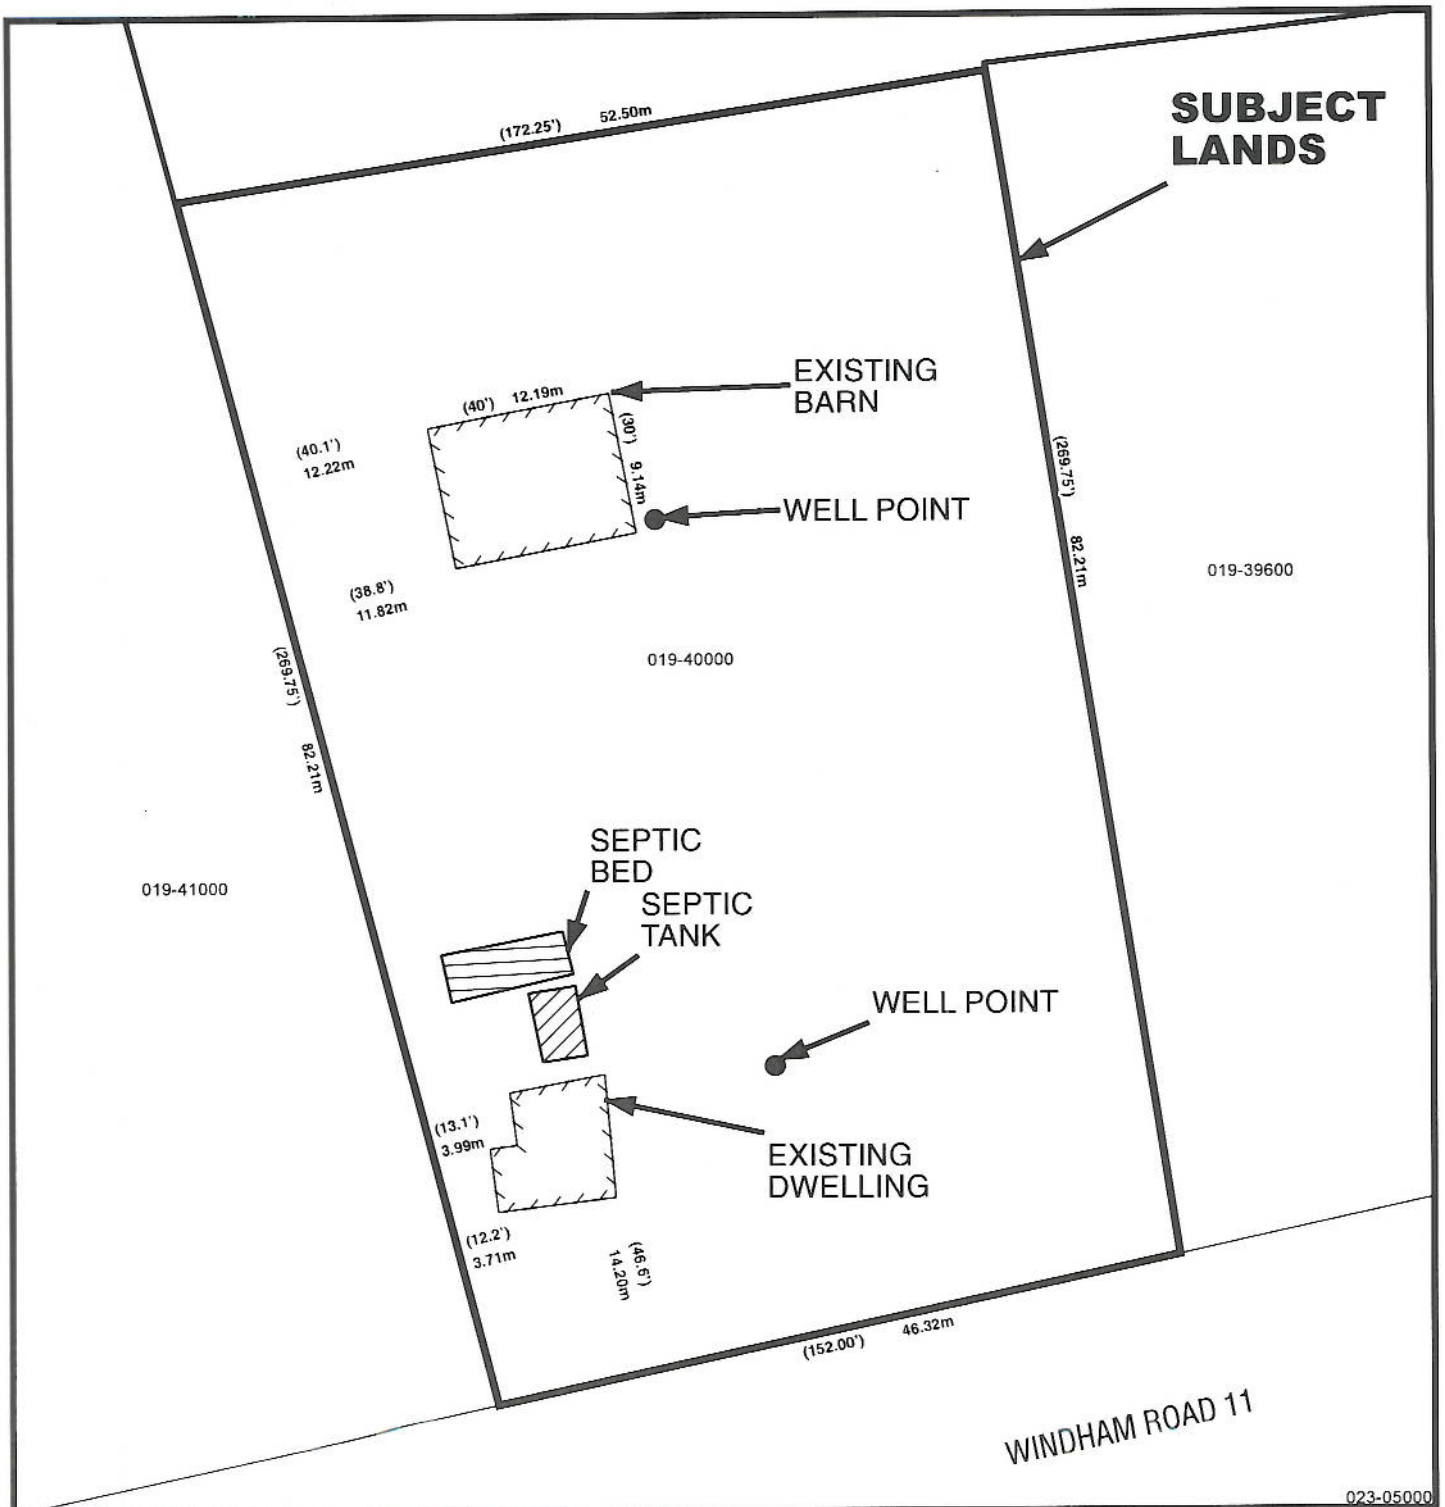 (172.25') 52.50m
SUBJECT
LANDS
EXISTING
BARN
(40') 12.19m
(30') 9.14m
(40.1')
12.22m
WELL POINT
(269.75') 82.21m
019-39600
(38.8')
11.82m
019-40000
(269.75') 82.21m
SEPTIC
BED
019-41000
SEPTIC
TANK
WELL POINT
(13.1')
3.99m
EXISTING
DWELLING
(12.2')
3.71m
(46.6')
14.20m
(152.00') 46.32m
WINDHAM ROAD 11
023-05000